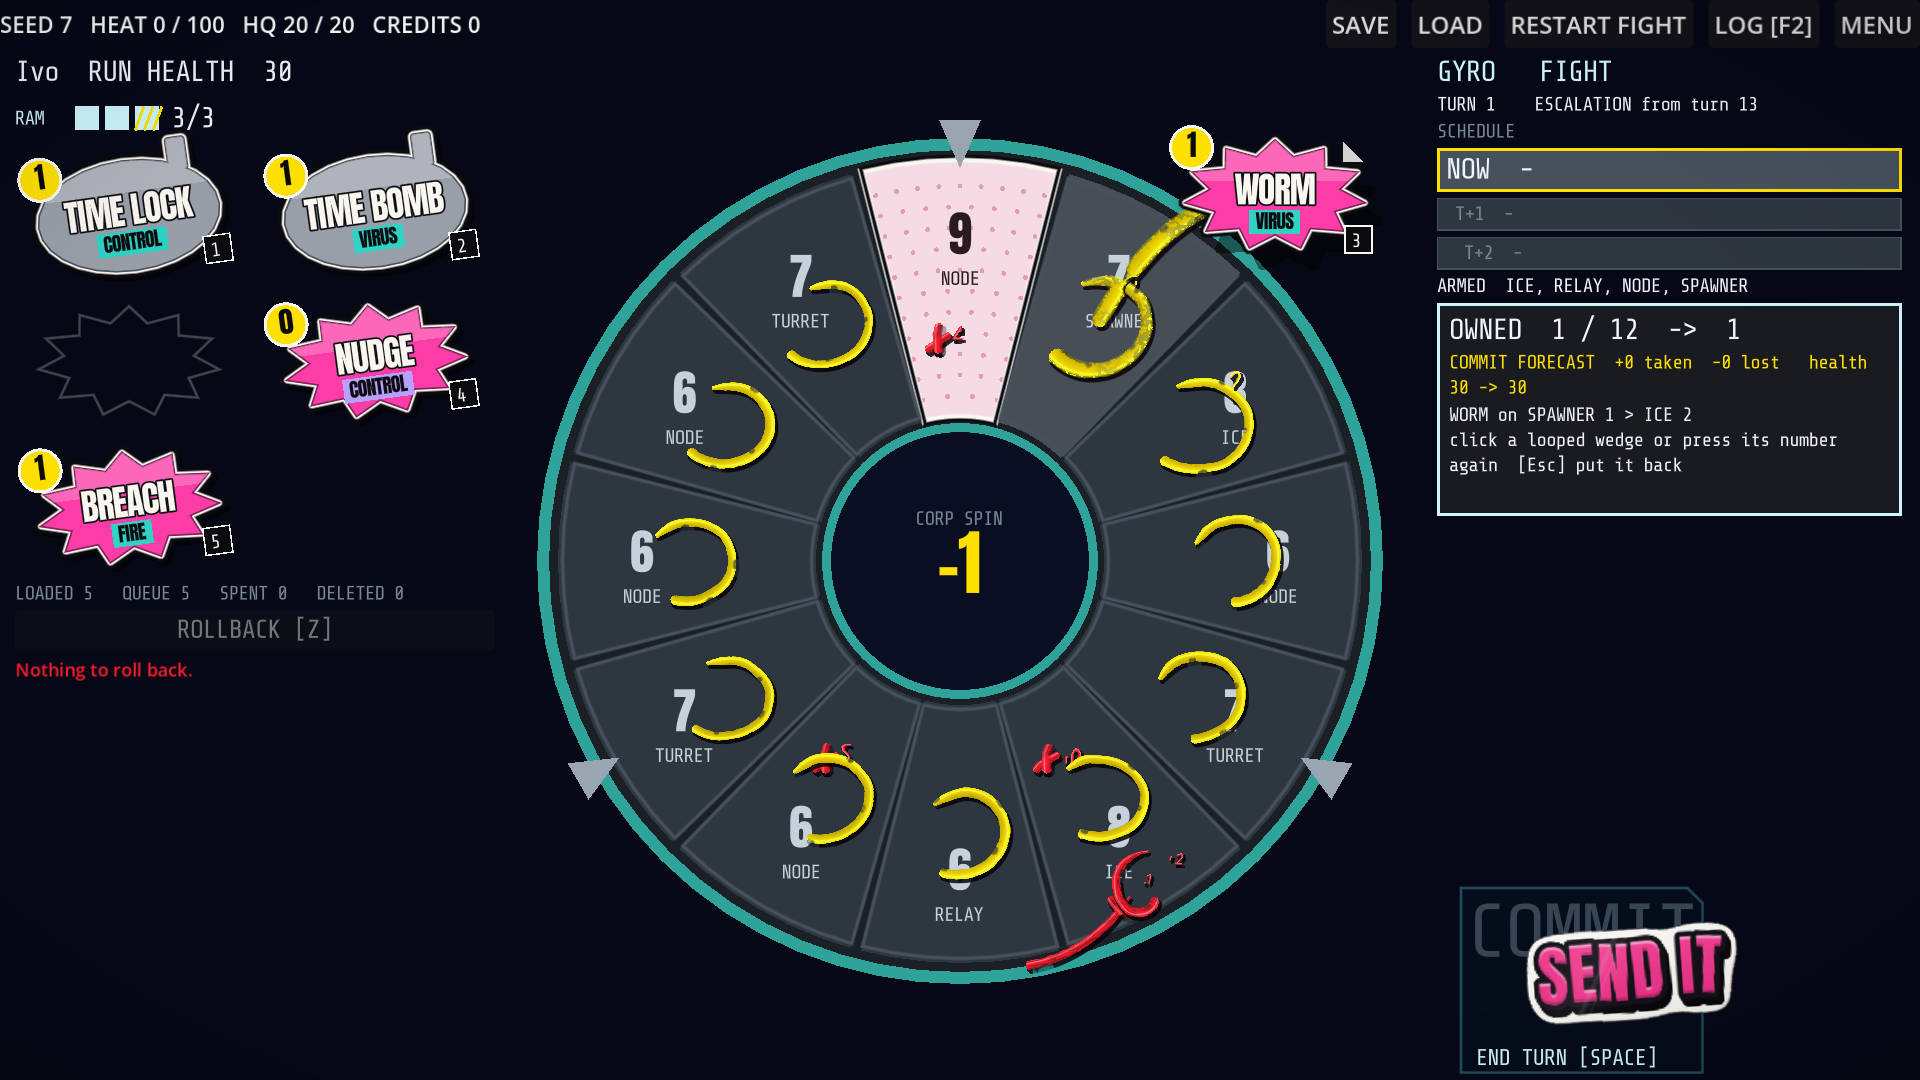 SEED 7 HEAT 0 / 100 HQ 20 / 20 CREDITS 0
SAVE LOAD RESTART FIGHT LOG [F2] MENU
Ivo RUN HEALTH 30
RAM 3/3
1 TIME LOCK CONTROL 1
1 TIME BOMB VIRUS 2
0 NUDGE CONTROL 4
1 BREACH FIRE 5
LOADED 5 QUEUE 5 SPENT 0 DELETED 0
ROLLBACK [Z]
Nothing to roll back.
9 NODE
7
1 WORM VIRUS 3
7 TURRET
6 NODE
6 NODE
7 TURRET
6 NODE
6 RELAY
8
TURRET
CORP SPIN
-1
GYRO FIGHT
TURN 1 ESCALATION from turn 13
SCHEDULE
NOW -
T+1 -
T+2 -
ARMED ICE, RELAY, NODE, SPAWNER
OWNED 1 / 12 -> 1
COMMIT FORECAST +0 taken -0 lost health
30 -> 30
WORM on SPAWNER 1 > ICE 2
click a looped wedge or press its number
again [Esc] put it back
COMMIT
SEND IT
END TURN [SPACE]